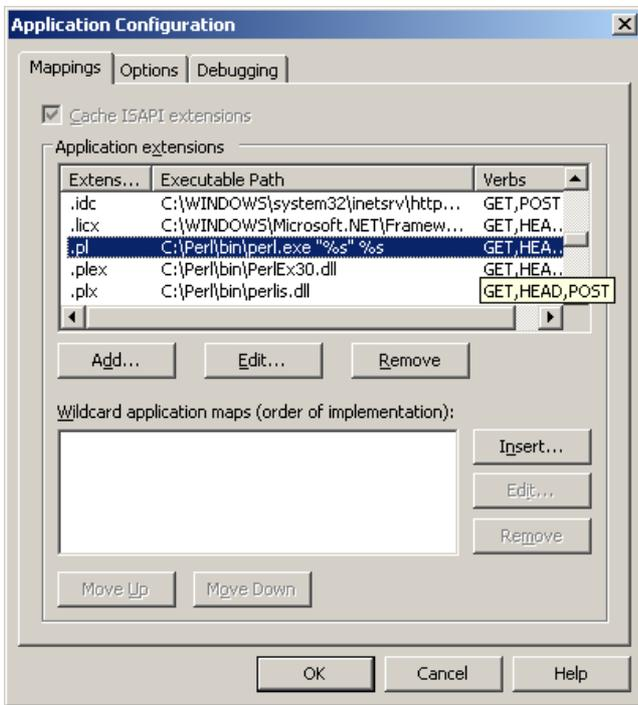 Application Configuration
Mappings Options Debugging
Cache ISAPI extensions
Application extensions
Extens... Executable Path Verbs
.idc C:\WINDOWS\system32\inetsrv\http... GET,POST
.licx C:\WINDOWS\Microsoft.NET\Framew... GET,HEA..
.pl C:\Perl\bin\perl.exe "%s" %s GET,HEA..
.plex C:\Perl\bin\PerlEx30.dll GET,HEA..
.plx C:\Perl\bin\perlis.dll GET,HEAD,POST
Add... Edit... Remove
Wildcard application maps (order of implementation):
Insert...
Edit...
Remove
Move Up Move Down
OK Cancel Help